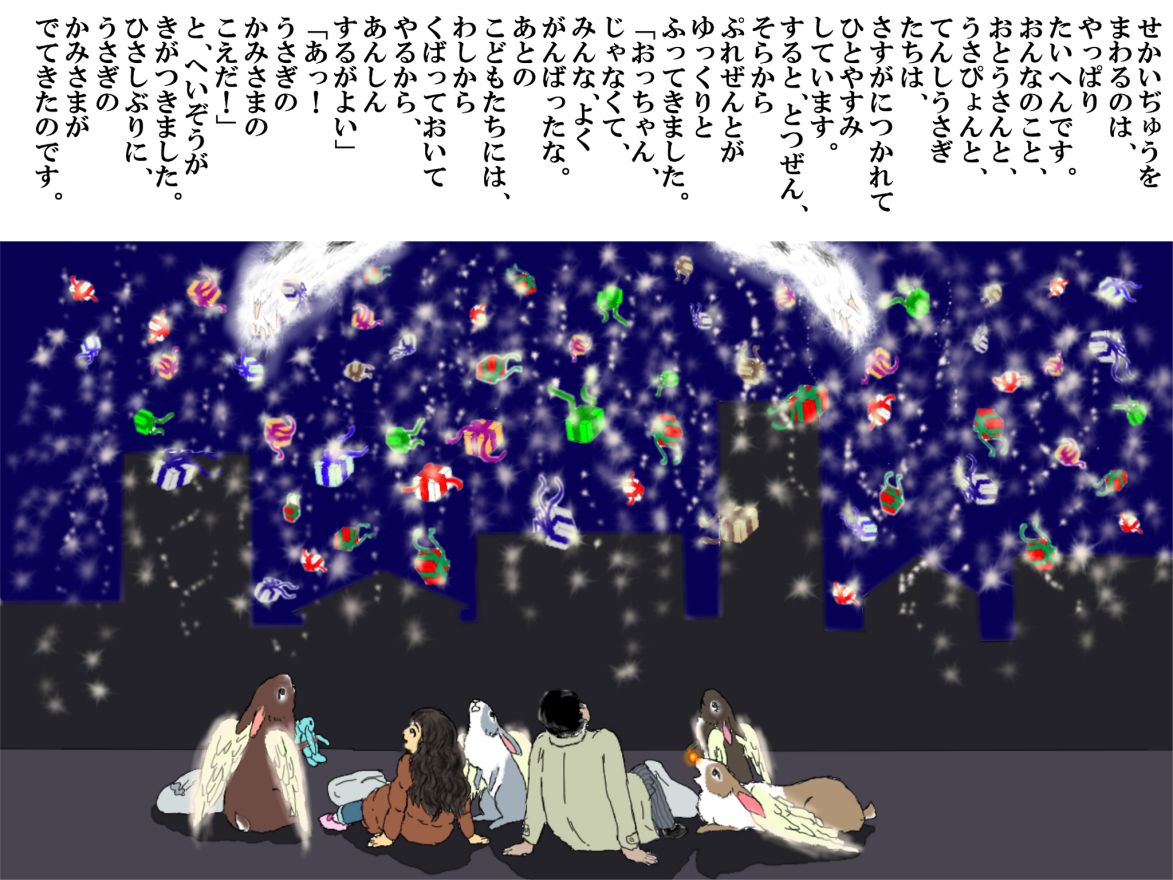 せかいぢゅうを
まわるのは、
やっぱり
たいへんです。
おんなのこと、
おとうさんと、
うさぴょんと、
てんしうさぎ
たちは、
さすがにつかれて
ひとやすみ
しています。
すると、とつぜん、
そらから
ぷれぜんとが
ゆっくりと
ふってきました。
「おっちゃん、
じゃなくて、
みんな、よく
がんばったな。
あとの
こどもたちには、
わしから
くばっておいて
やるから、
あんしん
するがよい」
「あっ！
うさぎの
かみさまの
こえだ！」
と、へいぞうが
きがつきました。
ひさしぶりに、
うさぎの
かみさまが
でてきたのです。